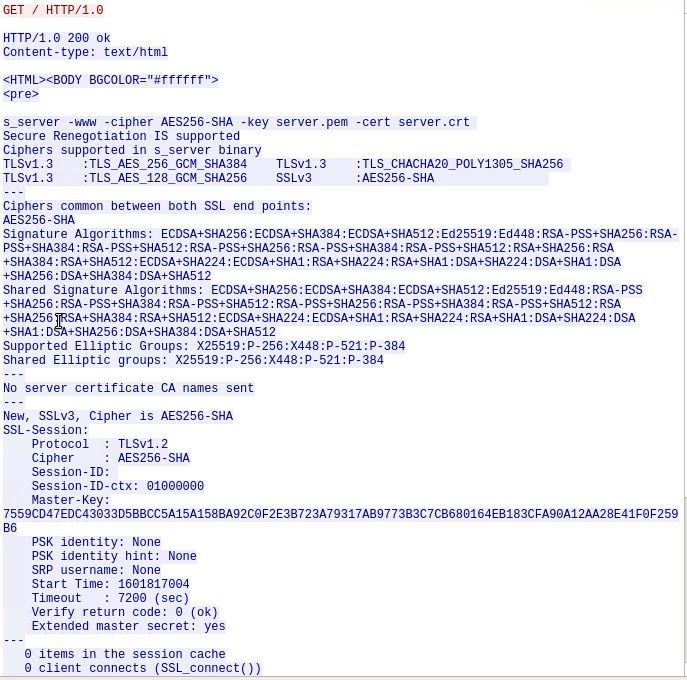 GET / HTTP/1.0
HTTP/1.0 200 ok
Content-type: text/html
<HTML><BODY BGCOLOR="#ffffff">
<pre>
s_server -www -cipher AES256-SHA -key server.pem -cert server.crt
Secure Renegotiation IS supported
Ciphers supported in s_server binary
TLSv1.3    :TLS_AES_256_GCM_SHA384    TLSv1.3    :TLS_CHACHA20_POLY1305_SHA256
TLSv1.3    :TLS_AES_128_GCM_SHA256    SSLv3      :AES256-SHA
---
Ciphers common between both SSL end points:
AES256-SHA
Signature Algorithms: ECDSA+SHA256:ECDSA+SHA384:ECDSA+SHA512:Ed25519:Ed448:RSA-PSS+SHA256:RSA-
PSS+SHA384:RSA-PSS+SHA512:RSA-PSS+SHA256:RSA-PSS+SHA384:RSA-PSS+SHA512:RSA+SHA256:RSA
+SHA384:RSA+SHA512:ECDSA+SHA224:ECDSA+SHA1:RSA+SHA224:RSA+SHA1:DSA+SHA224:DSA+SHA1:DSA
+SHA256:DSA+SHA384:DSA+SHA512
Shared Signature Algorithms: ECDSA+SHA256:ECDSA+SHA384:ECDSA+SHA512:Ed25519:Ed448:RSA-PSS
+SHA256:RSA-PSS+SHA384:RSA-PSS+SHA512:RSA-PSS+SHA256:RSA-PSS+SHA384:RSA-PSS+SHA512:RSA
+SHA256:RSA+SHA384:RSA+SHA512:ECDSA+SHA224:ECDSA+SHA1:RSA+SHA224:RSA+SHA1:DSA+SHA224:DSA
+SHA1:DSA+SHA256:DSA+SHA384:DSA+SHA512
Supported Elliptic Groups: X25519:P-256:X448:P-521:P-384
Shared Elliptic groups: X25519:P-256:X448:P-521:P-384
---
No server certificate CA names sent
---
New, SSLv3, Cipher is AES256-SHA
SSL-Session:
    Protocol  : TLSv1.2
    Cipher    : AES256-SHA
    Session-ID:
    Session-ID-ctx: 01000000
    Master-Key:
7559CD47EDC43033D5BBCC5A15A158BA92C0F2E3B723A79317AB9773B3C7CB680164EB183CFA90A12AA28E41F0F259
B6
    PSK identity: None
    PSK identity hint: None
    SRP username: None
    Start Time: 1601817004
    Timeout   : 7200 (sec)
    Verify return code: 0 (ok)
    Extended master secret: yes
---
   0 items in the session cache
   0 client connects (SSL_connect())